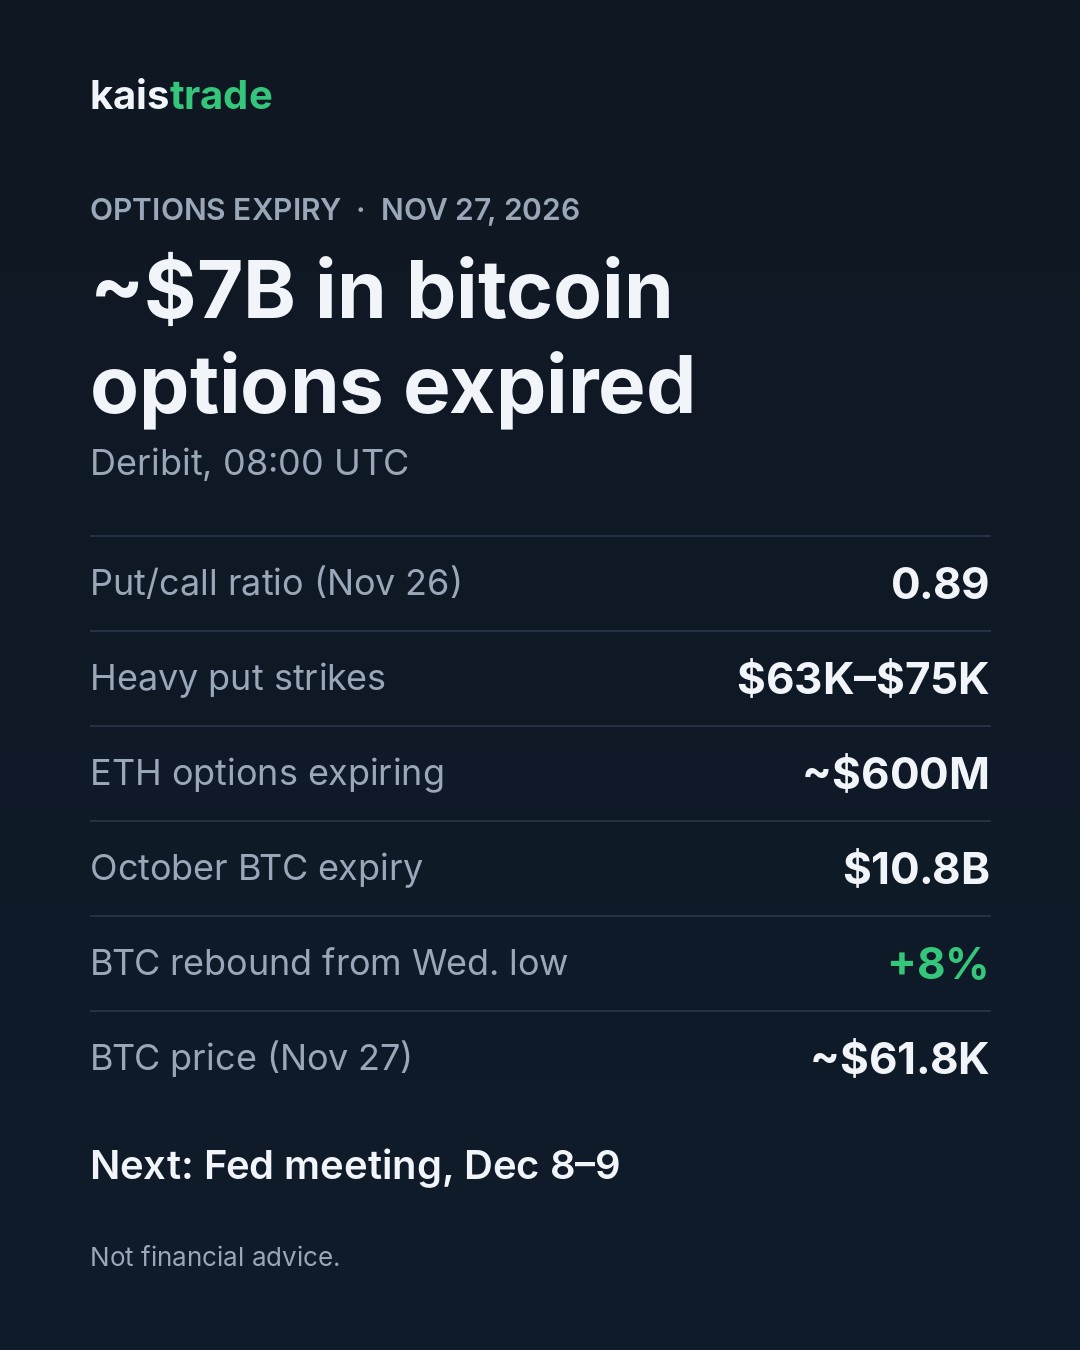 kaistrade
OPTIONS EXPIRY · NOV 27, 2026
~$7B in bitcoin
options expired
Deribit, 08:00 UTC
Put/call ratio (Nov 26) 0.89
Heavy put strikes $63K–$75K
ETH options expiring ~$600M
October BTC expiry $10.8B
BTC rebound from Wed. low +8%
BTC price (Nov 27) ~$61.8K
Next: Fed meeting, Dec 8–9
Not financial advice.